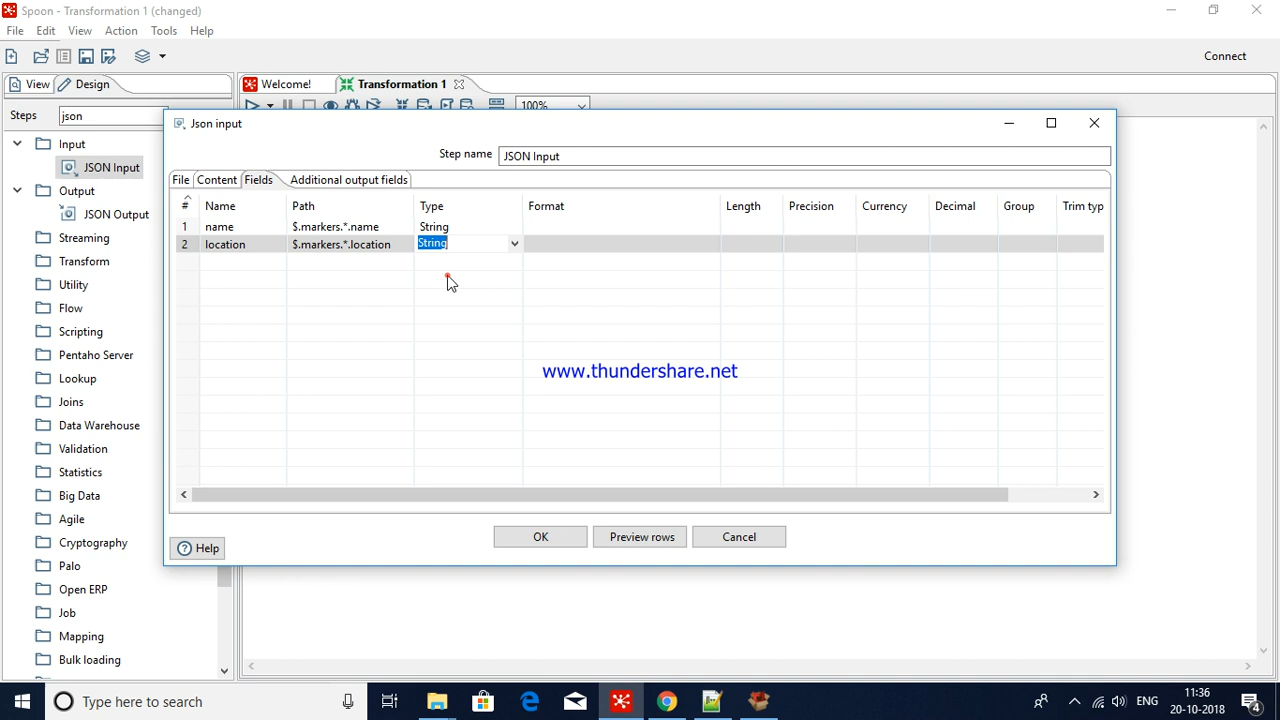 Spoon - Transformation 1 (changed)
File Edit View Action Tools Help
Connect
View Design Welcome! Transformation 1
Steps json 100%
Json input
Step name JSON Input
File Content Fields Additional output fields
# Name Path Type Format Length Precision Currency Decimal Group Trim typ
1 name $.markers.*.name String
2 location $.markers.*.location String
Input
JSON Input
Output
JSON Output
Streaming
Transform
Utility
Flow
Scripting
Pentaho Server
Lookup
Joins
Data Warehouse
Validation
Statistics
Big Data
Agile
Cryptography
Palo
Open ERP
Job
Mapping
Bulk loading
www.thundershare.net
OK Preview rows Cancel
Help
Type here to search
ENG 11:36
20-10-2018
4